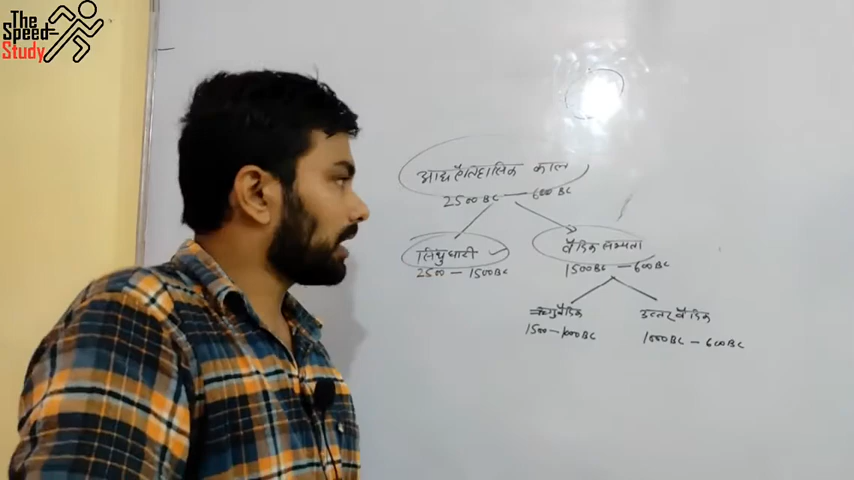 The
Speed
Study
आद्य ऐतिहासिक काल
2500 BC — 600 BC
सिंधु घाटी
2500 — 1500 BC
वैदिक सभ्यता
1500 BC — 600 BC
ऋग्वैदिक
1500 — 1000 BC
उत्तर वैदिक
1000 BC — 600 BC